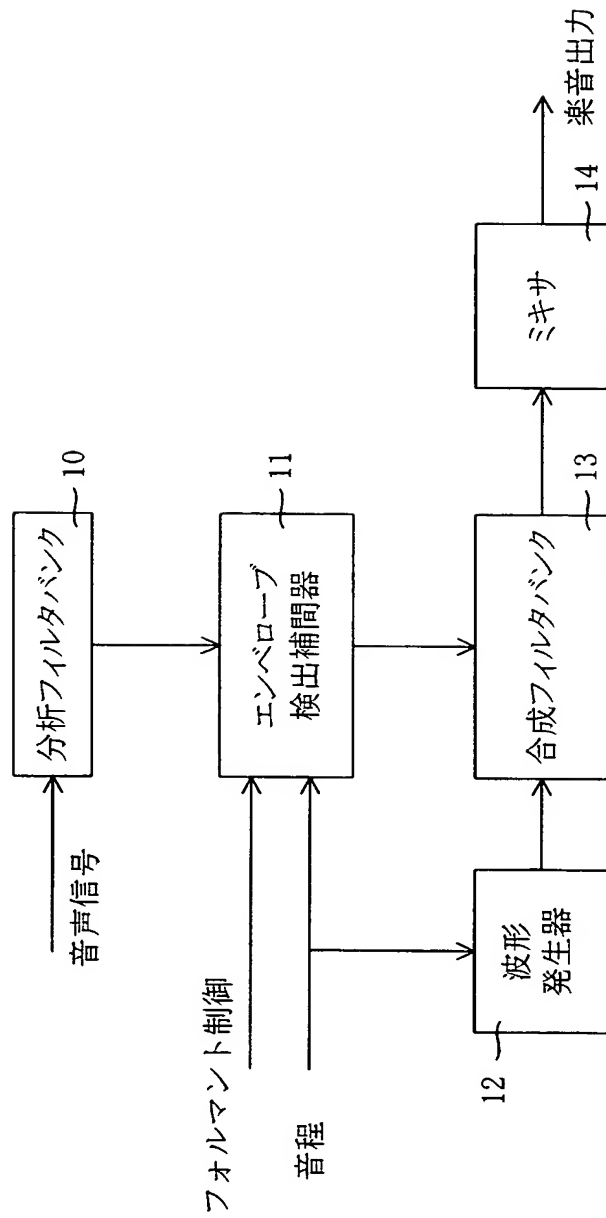 音声信号
分析フィルタバンク
10
フォルマント制御
音程
エンベロープ
検出補間器
11
波形
発生器
12
合成フィルタバンク
13
ミキサ
14
楽音出力